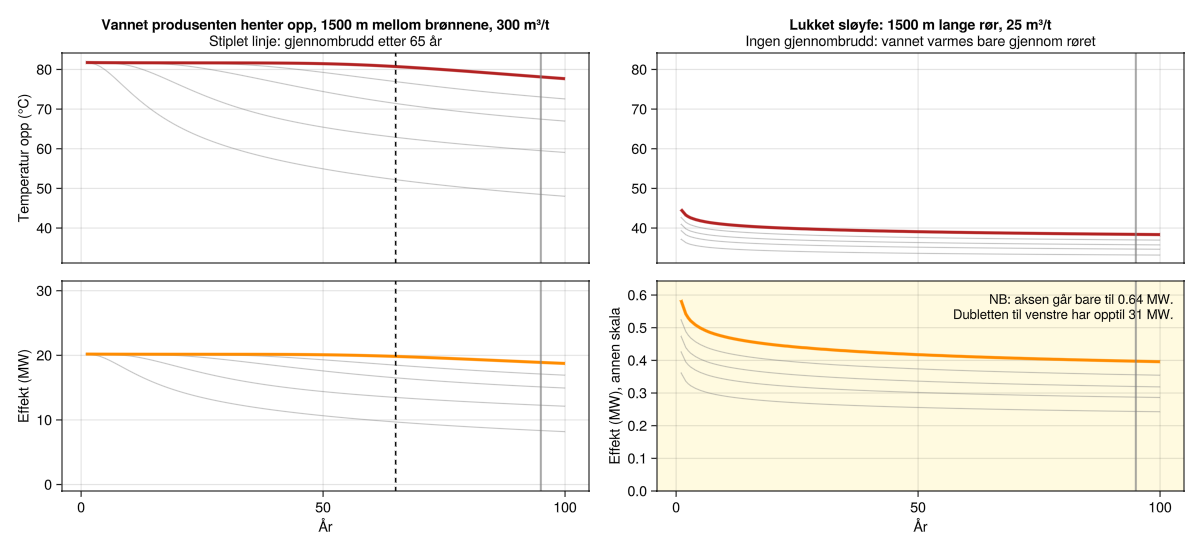 Vannet produsenten henter opp, 1500 m mellom brønnene, 300 m³/t
Stiplet linje: gjennombrudd etter 65 år
80
70
60
50
40
Temperatur opp (°C)
30
20
10
0
Effekt (MW)
0
50
100
År
Lukket sløyfe: 1500 m lange rør, 25 m³/t
Ingen gjennombrudd: vannet varmes bare gjennom røret
80
70
60
50
40
NB: aksen går bare til 0.64 MW.
Dubletten til venstre har opptil 31 MW.
0.6
0.5
0.4
0.3
0.2
0.1
0.0
Effekt (MW), annen skala
0
50
100
År